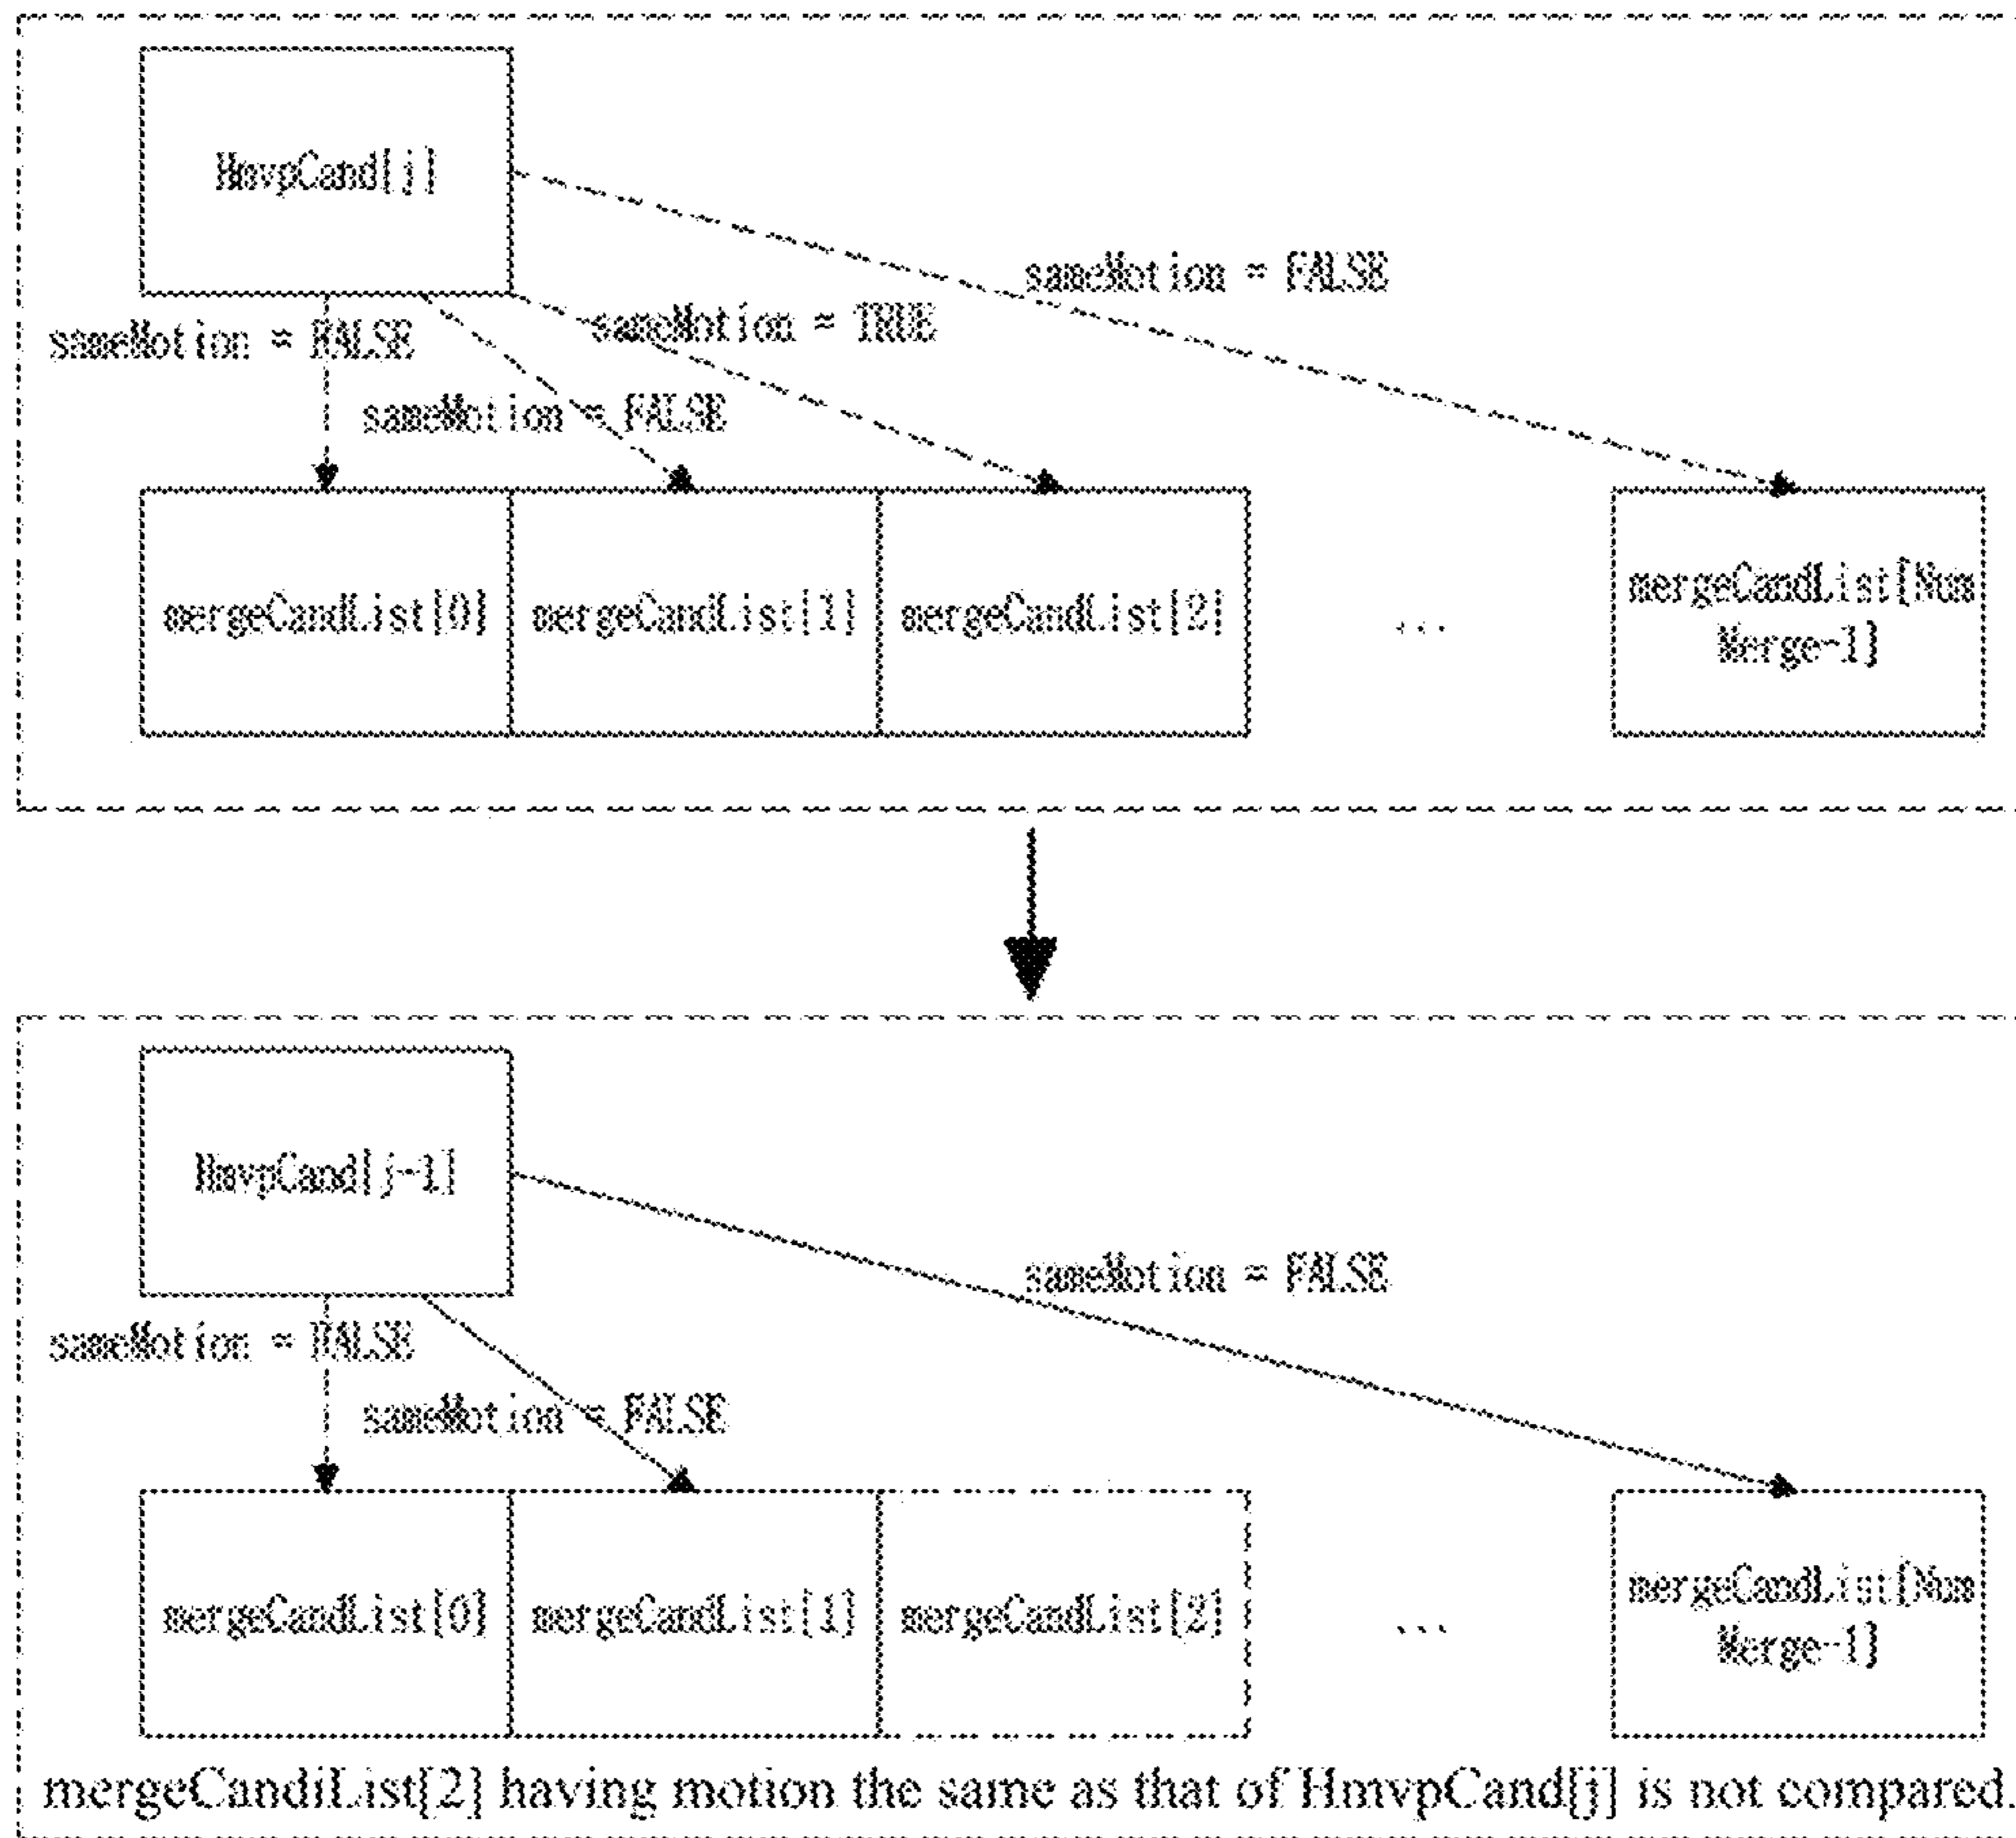 HmvpCand[j]
sameMotion = FALSE
sameMotion = TRUE
sameMotion = FALSE
sameMotion = FALSE
mergeCandList[0]
mergeCandList[1]
mergeCandList[2]
...
mergeCandList[Num
Merge-1]
HmvpCand[j-1]
sameMotion = FALSE
sameMotion = FALSE
sameMotion = FALSE
mergeCandList[0]
mergeCandList[1]
mergeCandList[2]
...
mergeCandList[Num
Merge-1]
mergeCandiList[2] having motion the same as that of HmvpCand[j] is not compared.